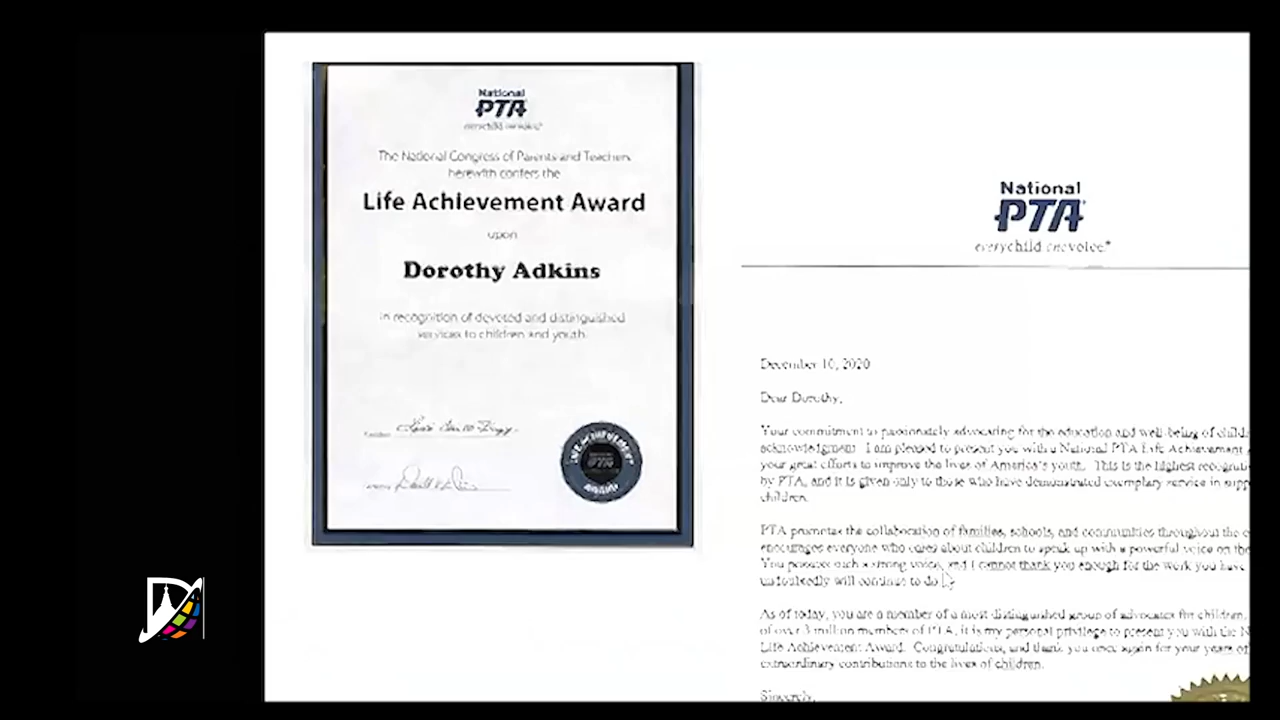 National
PTA
everychild. onevoice.®
The National Congress of Parents and Teachers
herewith confers the
Life Achievement Award
upon
Dorothy Adkins
in recognition of devoted and distinguished
services to children and youth.
LIFE ACHIEVEMENT
PTA
AWARD
National
PTA®
everychild. onevoice.®
December 10, 2020
Dear Dorothy,
Your commitment to passionately advocating for the education and well-being of child
acknowledgment. I am pleased to present you with a National PTA Life Achievement
your great efforts to improve the lives of America's youth. This is the highest recogniti
by PTA, and it is given only to those who have demonstrated exemplary service in supp
children.
PTA promotes the collaboration of families, schools, and communities throughout the c
encourages everyone who cares about children to speak up with a powerful voice on the
You possess such a strong voice, and I cannot thank you enough for the work you have
undoubtedly will continue to do.
As of today, you are a member of a most distinguished group of advocates for children.
of over 3 million members of PTA, it is my personal privilege to present you with the N
Life Achievement Award. Congratulations, and thank you once again for your years of
extraordinary contributions to the lives of children.
Sincerely,